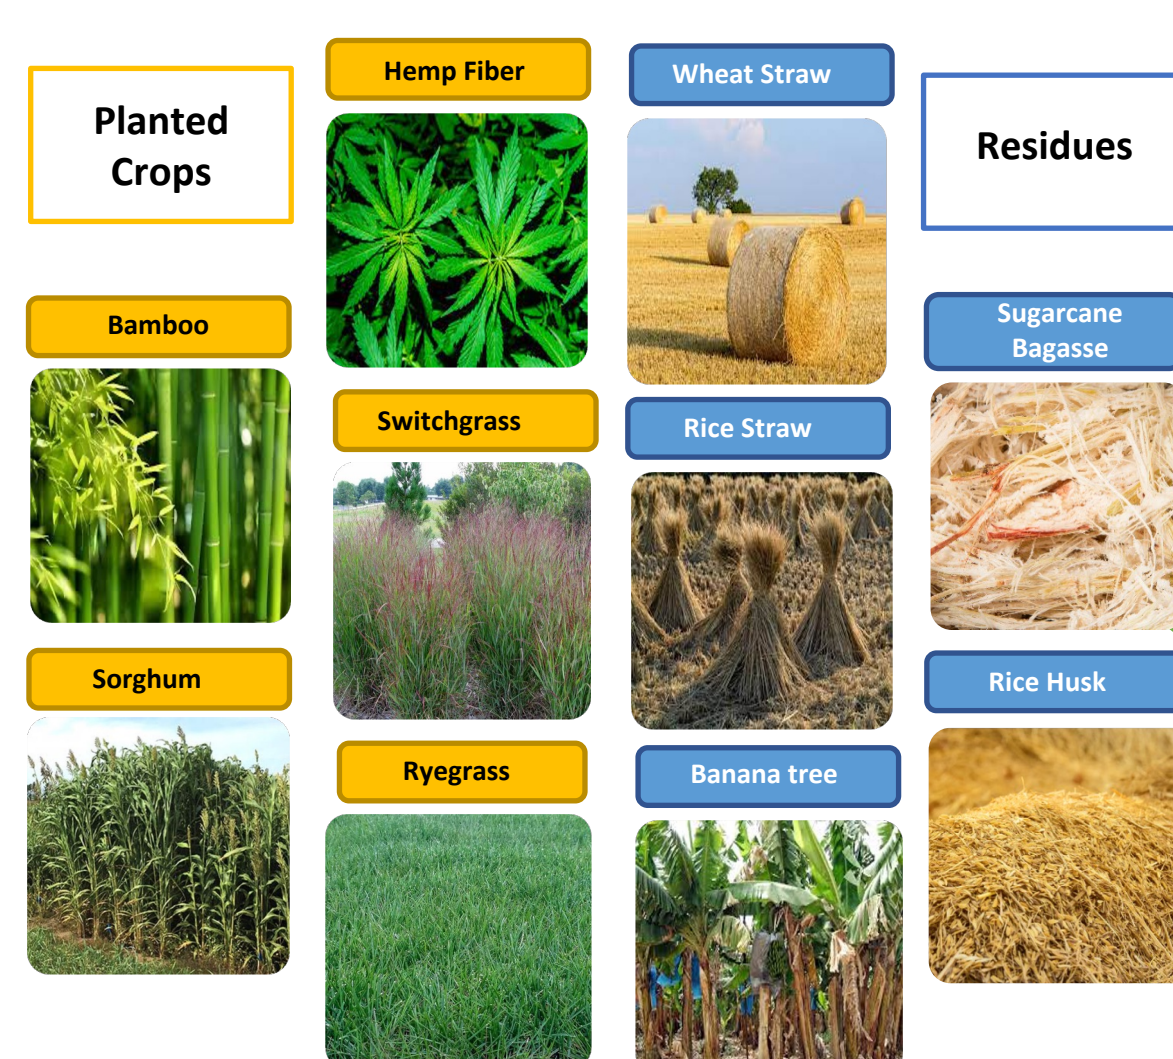 Planted
Crops
Hemp Fiber
Wheat Straw
Residues
Bamboo
Switchgrass
Rice Straw
Sugarcane
Bagasse
Sorghum
Ryegrass
Banana tree
Rice Husk